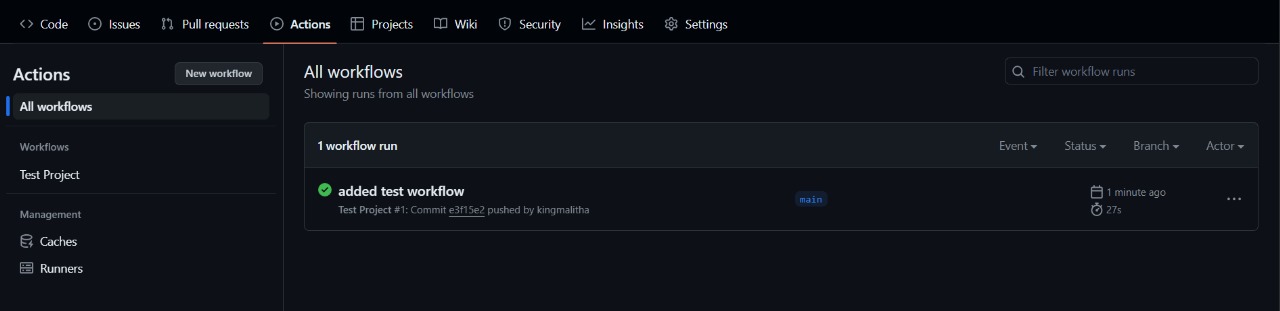 Code Issues Pull requests Actions Projects Wiki Security Insights Settings
Actions New workflow
All workflows
Workflows
Test Project
Management
Caches
Runners
All workflows
Showing runs from all workflows
Filter workflow runs
1 workflow run Event Status Branch Actor
added test workflow
Test Project #1: Commit e3f15e2 pushed by kingmalitha
main
1 minute ago
27s